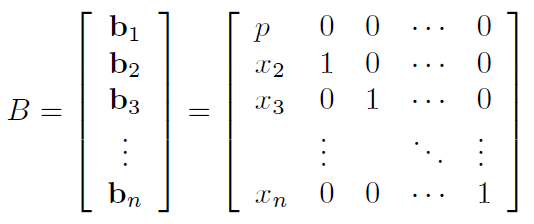 b₁ p 0 0 ⋯ 0
b₂ x₂ 1 0 ⋯ 0
B = b₃ = x₃ 0 1 ⋯ 0
⋮ ⋮ ⋱ ⋮
bₙ xₙ 0 0 ⋯ 1